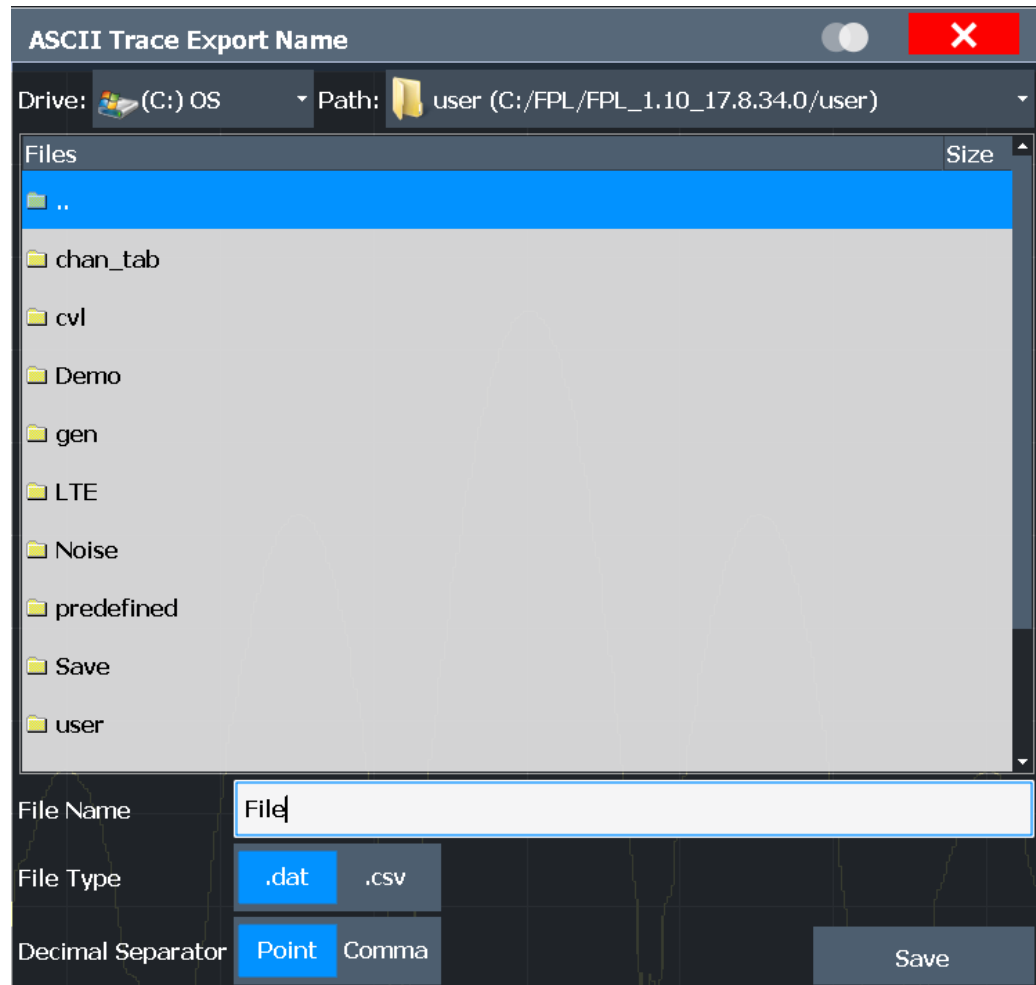 ASCII Trace Export Name
Drive: (C:) OS Path: user (C:/FPL/FPL_1.10_17.8.34.0/user)
Files Size
..
chan_tab
cvl
Demo
gen
LTE
Noise
predefined
Save
user
File Name File
File Type .dat .csv
Decimal Separator Point Comma
Save